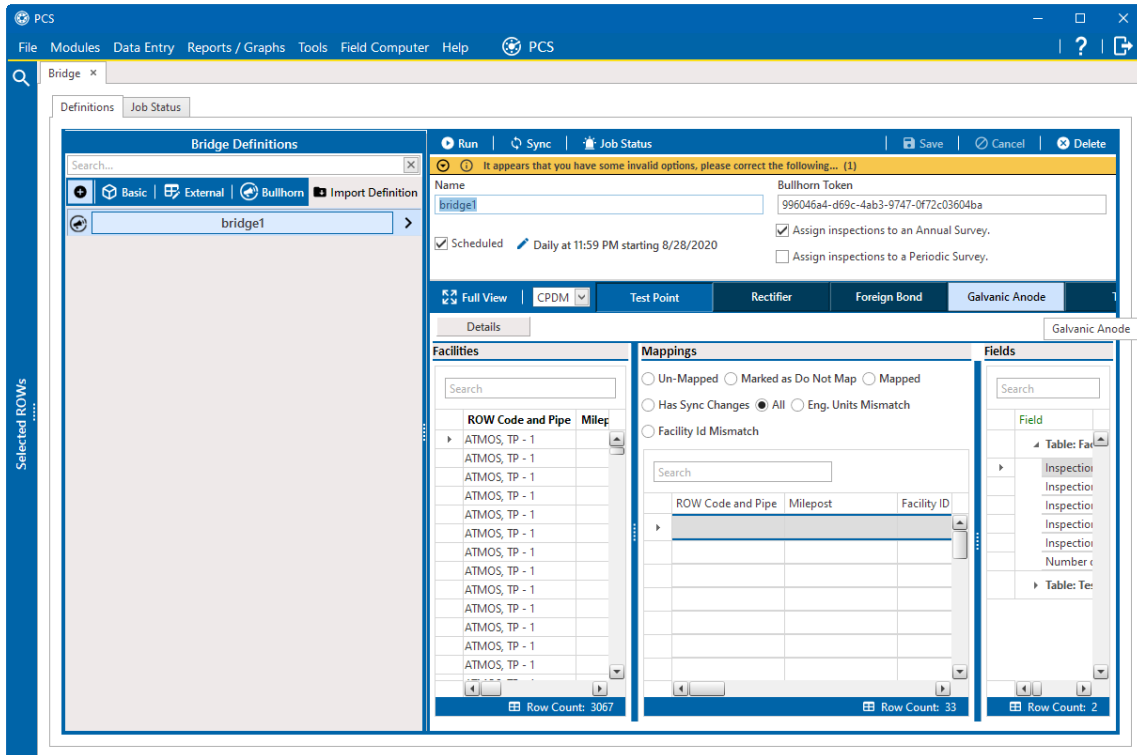 PCS
File Modules Data Entry Reports / Graphs Tools Field Computer Help PCS
Bridge
Definitions Job Status
Selected ROWs
Bridge Definitions
Search...
Basic External Bullhorn Import Definition
bridge1
Run Sync Job Status Save Cancel Delete
It appears that you have some invalid options, please correct the following... (1)
Name Bullhorn Token
bridge1 996046a4-d69c-4ab3-9747-0f72c03604ba
Scheduled Daily at 11:59 PM starting 8/28/2020
Assign inspections to an Annual Survey.
Assign inspections to a Periodic Survey.
Full View CPDM Test Point Rectifier Foreign Bond Galvanic Anode
Details
Galvanic Anode
Facilities
Search
ROW Code and Pipe
ATMOS, TP - 1
ATMOS, TP - 1
ATMOS, TP - 1
ATMOS, TP - 1
ATMOS, TP - 1
ATMOS, TP - 1
ATMOS, TP - 1
ATMOS, TP - 1
ATMOS, TP - 1
ATMOS, TP - 1
ATMOS, TP - 1
ATMOS, TP - 1
ATMOS, TP - 1
Row Count: 3067
Mappings
Un-Mapped Marked as Do Not Map Mapped
Has Sync Changes All Eng. Units Mismatch
Facility Id Mismatch
Search
ROW Code and Pipe Milepost Facility ID
Row Count: 33
Fields
Search
Field
Table:
Number
Table:
Row Count: 2